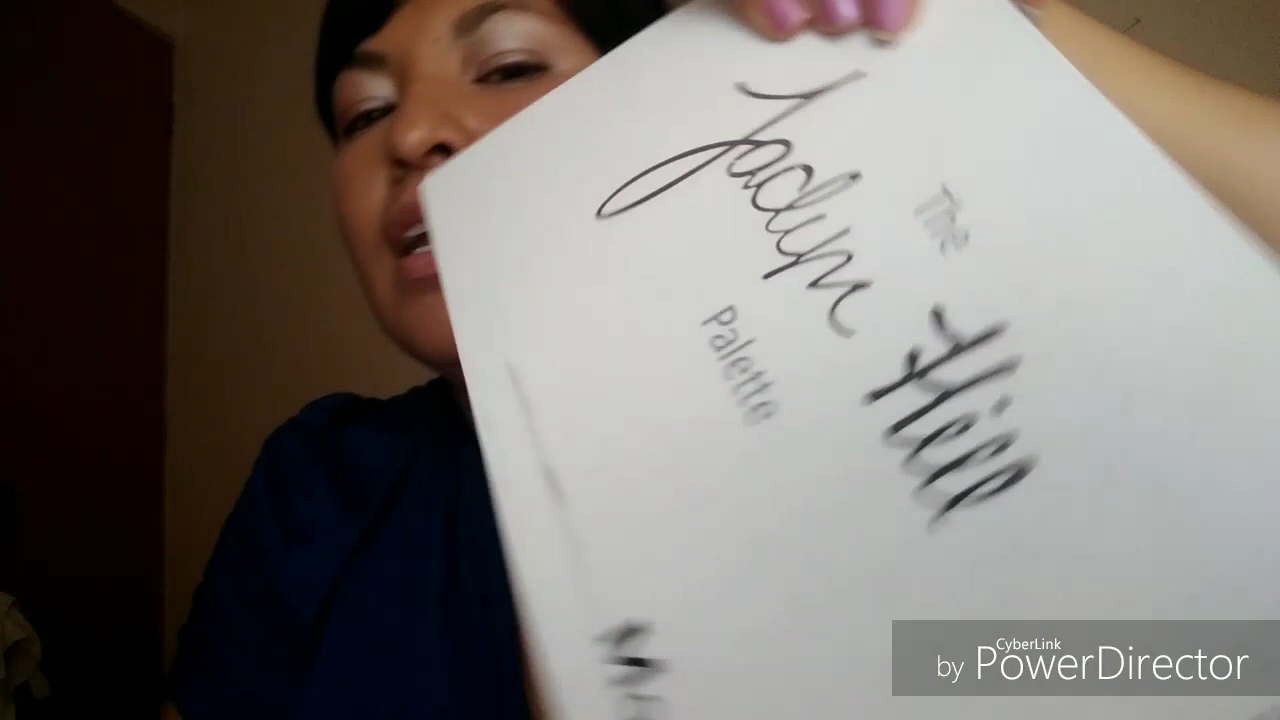 The
Jaclyn Hill
Palette
CyberLink
by PowerDirector